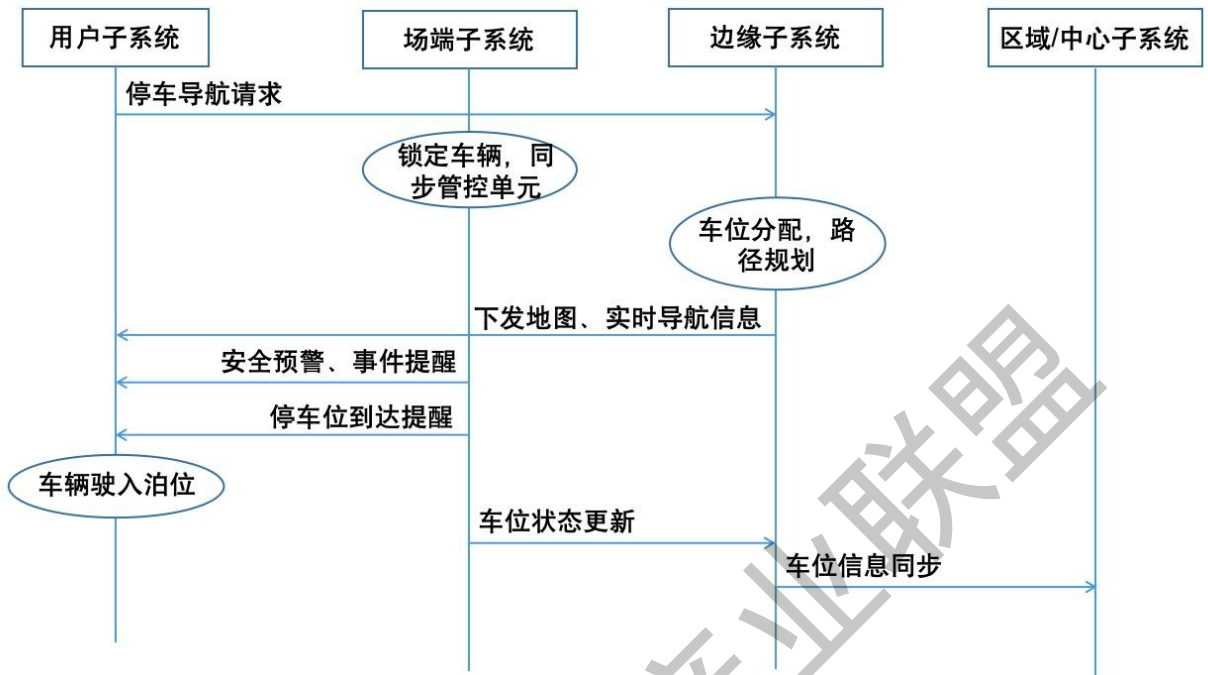 用户子系统
场端子系统
边缘子系统
区域/中心子系统
停车导航请求
锁定车辆，同
步管控单元
车位分配，路
径规划
下发地图、实时导航信息
安全预警、事件提醒
停车位到达提醒
车辆驶入泊位
车位状态更新
车位信息同步
产业联盟